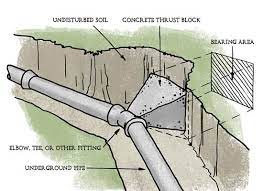 UNDISTURBED SOIL
CONCRETE THRUST BLOCK
BEARING AREA
ELBOW, TEE, OR OTHER FITTING
UNDERGROUND PIPE